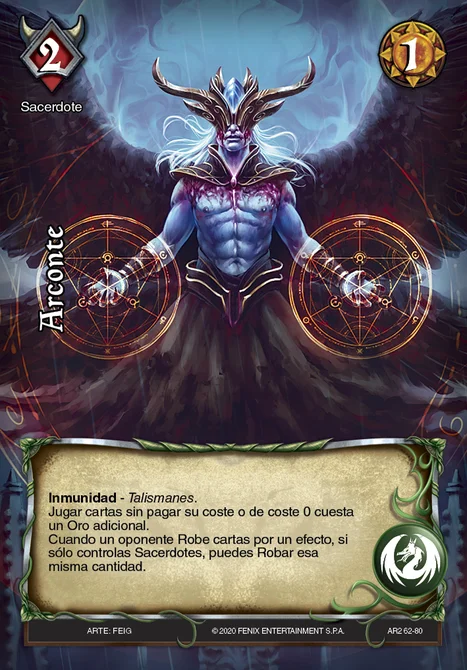 2
1
Sacerdote
Arconte
Inmunidad - Talismanes.
Jugar cartas sin pagar su coste o de coste 0 cuesta
un Oro adicional.
Cuando un oponente Robe cartas por un efecto, si
sólo controlas Sacerdotes, puedes Robar esa
misma cantidad.
ARTE: FEIG
© 2020 FENIX ENTERTAINMENT S.P.A.
AR2 62-80